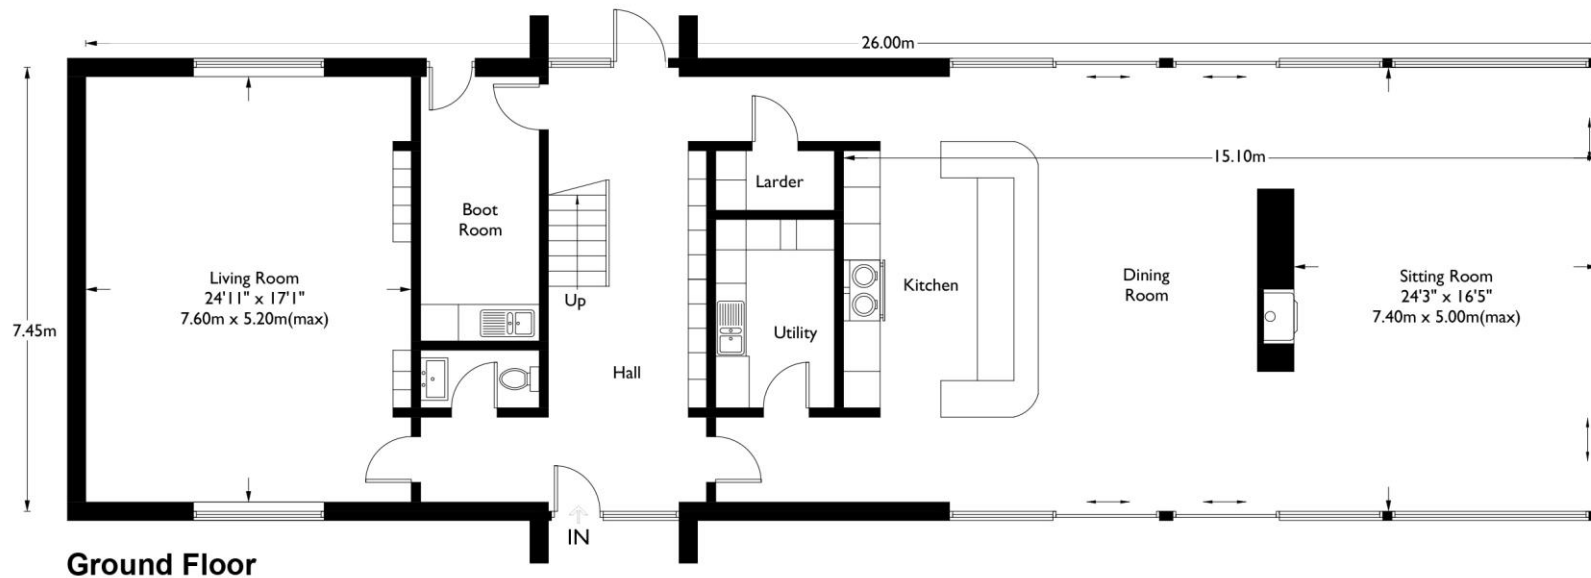 26.00m
15.10m
Larder
Boot
Room
Living Room
24'11" x 17'1"
7.60m x 5.20m(max)
Up
Kitchen
Dining
Room
Sitting Room
24'3" x 16'5"
7.40m x 5.00m(max)
7.45m
Utility
Hall
IN
Ground Floor